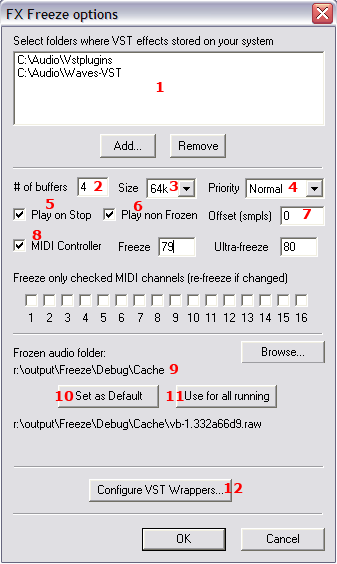 FX Freeze options
Select folders where VST effects stored on your system
C:\Audio\Vstplugins
C:\Audio\Waves-VST
1
Add... Remove
# of buffers 4 2 Size 64k 3 Priority Normal 4
5 6
Play on Stop Play non Frozen Offset (smpls) 0 7
8
MIDI Controller Freeze 79 Ultra-freeze 80
Freeze only checked MIDI channels (re-freeze if changed)
1 2 3 4 5 6 7 8 9 10 11 12 13 14 15 16
Frozen audio folder: Browse...
r:\output\Freeze\Debug\Cache 9
10 Set as Default 11 Use for all running
r:\output\Freeze\Debug\Cache\vb-1.332a66d9.raw
Configure VST Wrappers... 12
OK Cancel